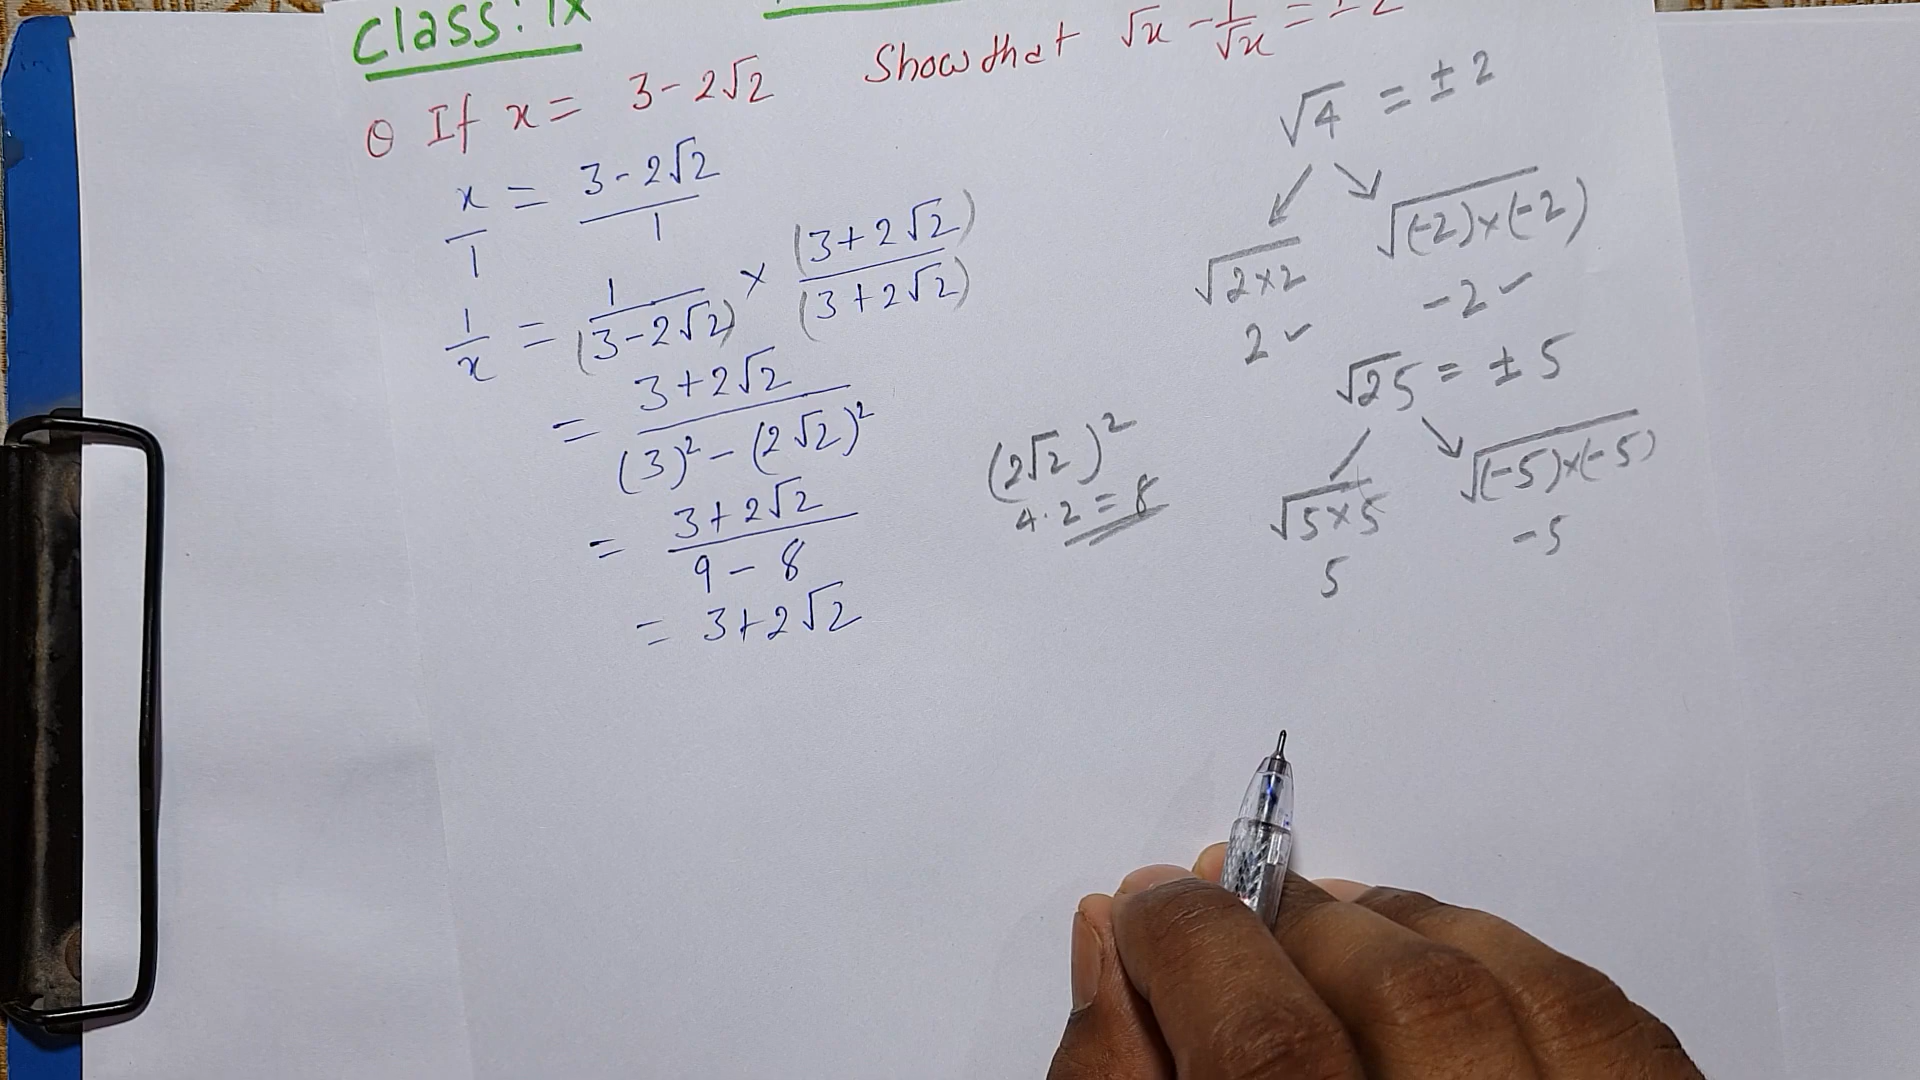 Class: IX
Q If x = 3-2√2 Show that √x - 1/√x = ±2
x/1 = (3-2√2)/1
1/x = 1/(3-2√2) × (3+2√2)/(3+2√2)
= (3+2√2)/((3)² - (2√2)²)
= (3+2√2)/(9-8)
= 3+2√2
(2√2)²
4·2=8
√4 = ±2
√2×2 √(-2)×(-2)
2✓ -2✓
√25 = ±5
√5×5 √(-5)×(-5)
5 -5